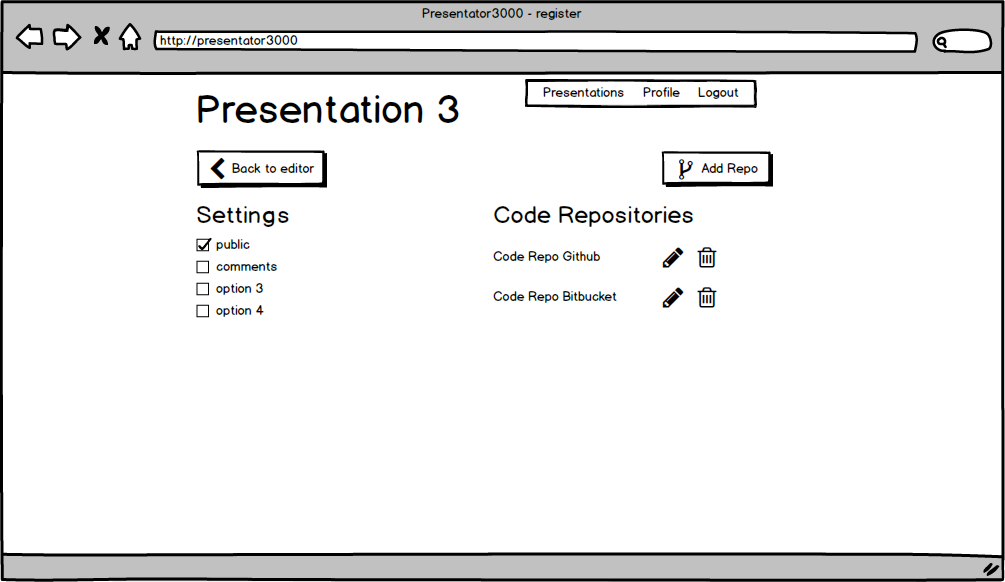 Presentator3000 - register
http://presentator3000
Presentations Profile Logout
Presentation 3
Back to editor
Add Repo
Settings
public
comments
option 3
option 4
Code Repositories
Code Repo Github
Code Repo Bitbucket